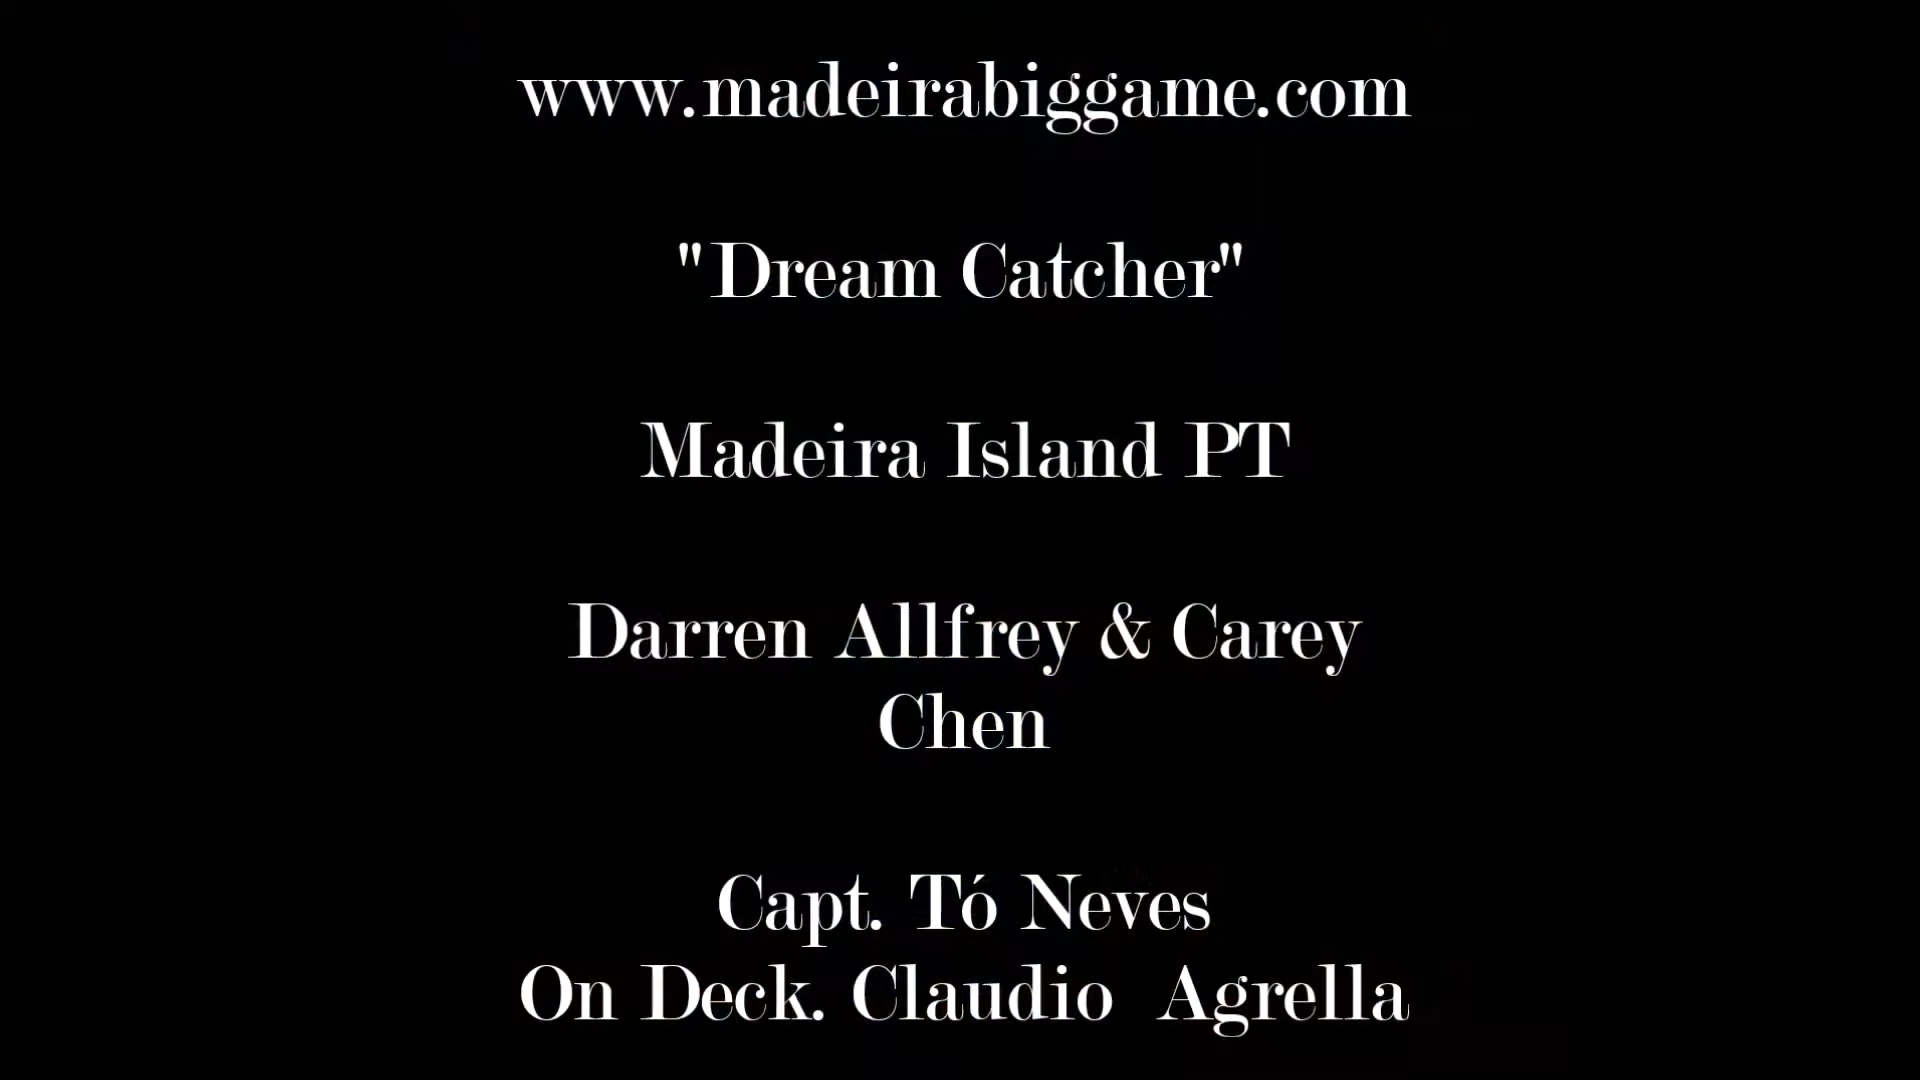 www.madeirabiggame.com
"Dream Catcher"
Madeira Island PT
Darren Allfrey & Carey
Chen
Capt. Tó Neves
On Deck. Claudio  Agrella